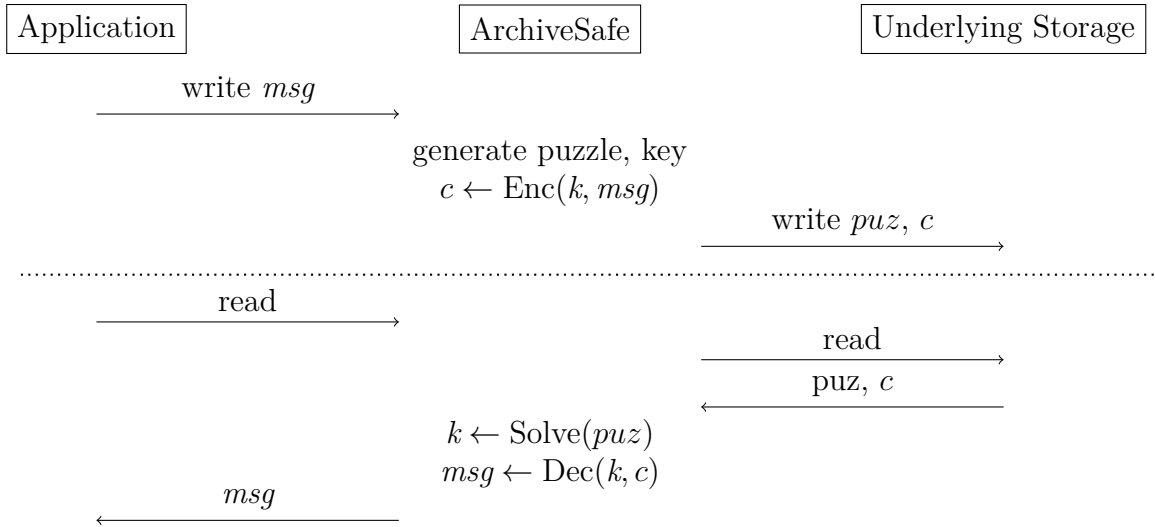 Application ArchiveSafe Underlying Storage
write msg
generate puzzle, key
c ← Enc(k, msg)
write puz, c
read
read
puz, c
k ← Solve(puz)
msg ← Dec(k, c)
msg